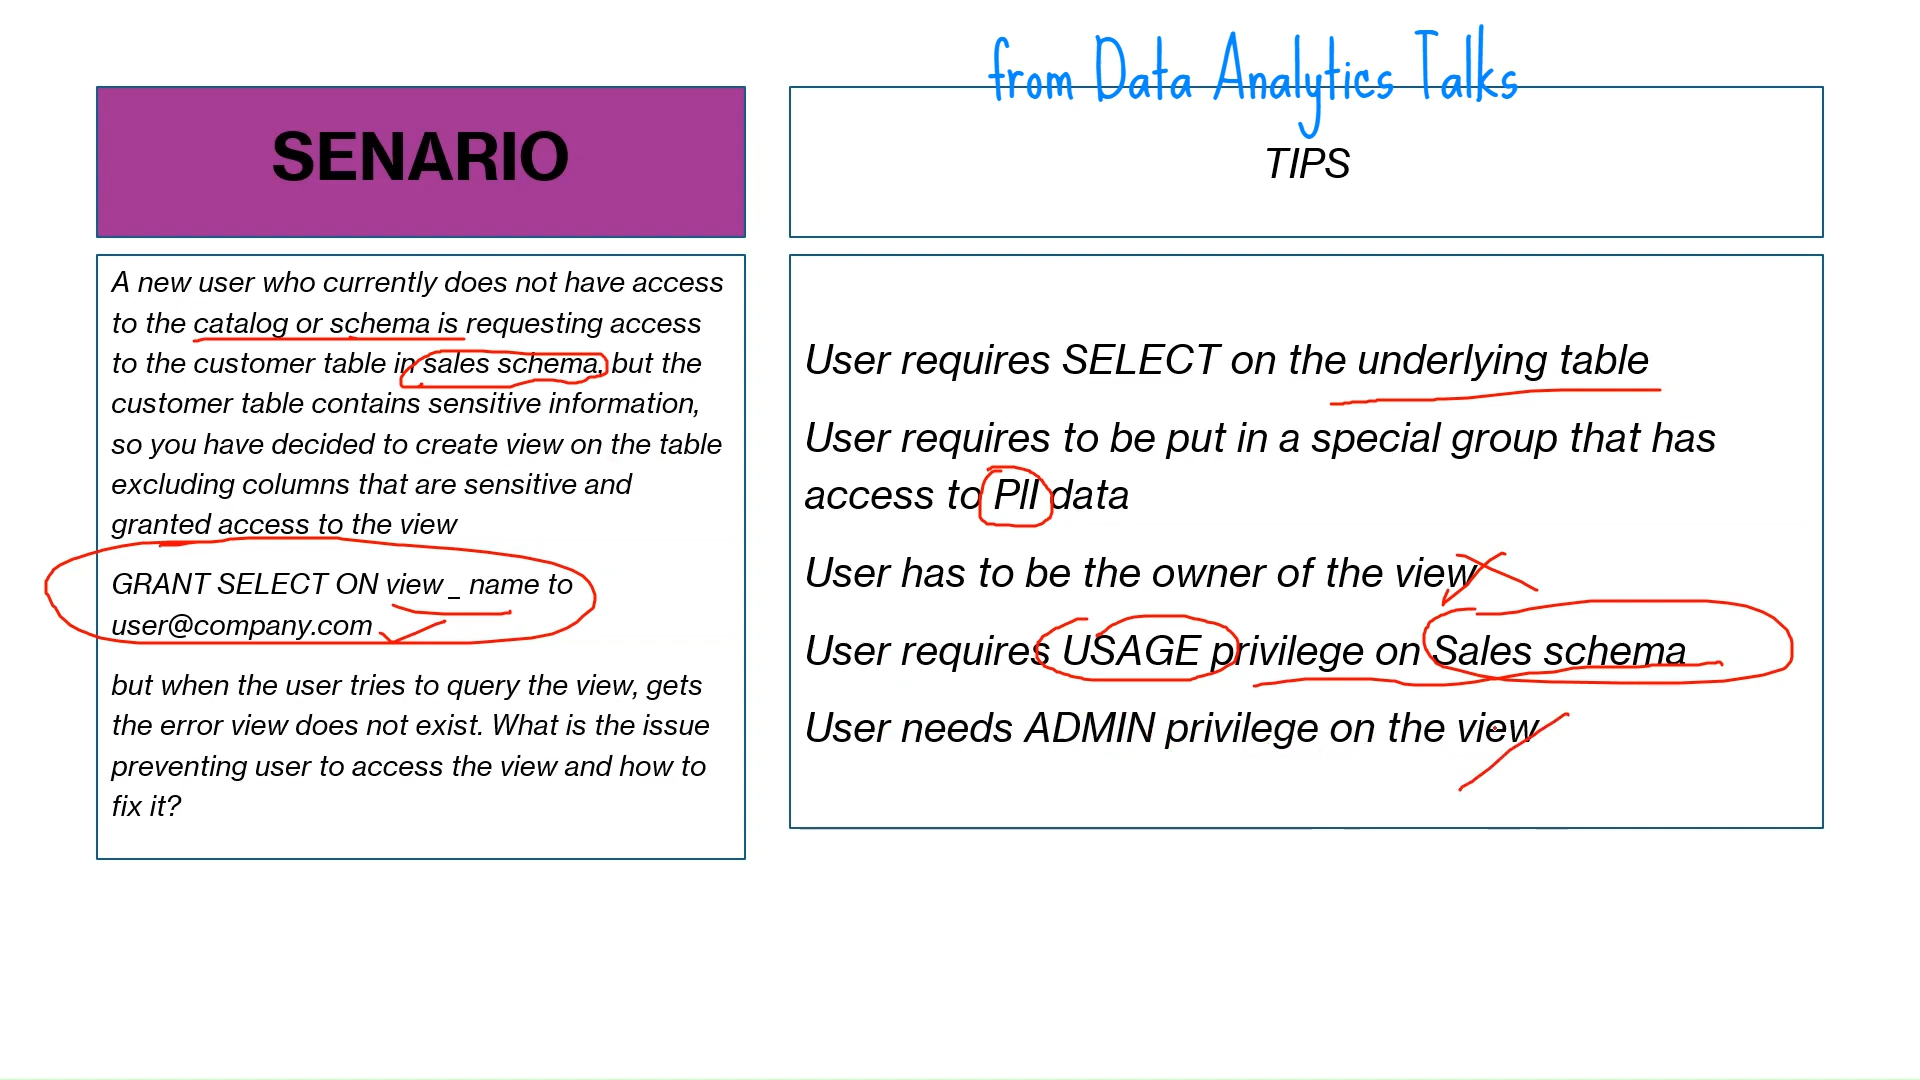 from Data Analytics Talks
SENARIO
TIPS
A new user who currently does not have access
to the catalog or schema is requesting access
to the customer table in sales schema, but the
customer table contains sensitive information,
so you have decided to create view on the table
excluding columns that are sensitive and
granted access to the view
GRANT SELECT ON view _ name to
user@company.com
but when the user tries to query the view, gets
the error view does not exist. What is the issue
preventing user to access the view and how to
fix it?
User requires SELECT on the underlying table
User requires to be put in a special group that has
access to PII data
User has to be the owner of the view
User requires USAGE privilege on Sales schema
User needs ADMIN privilege on the view